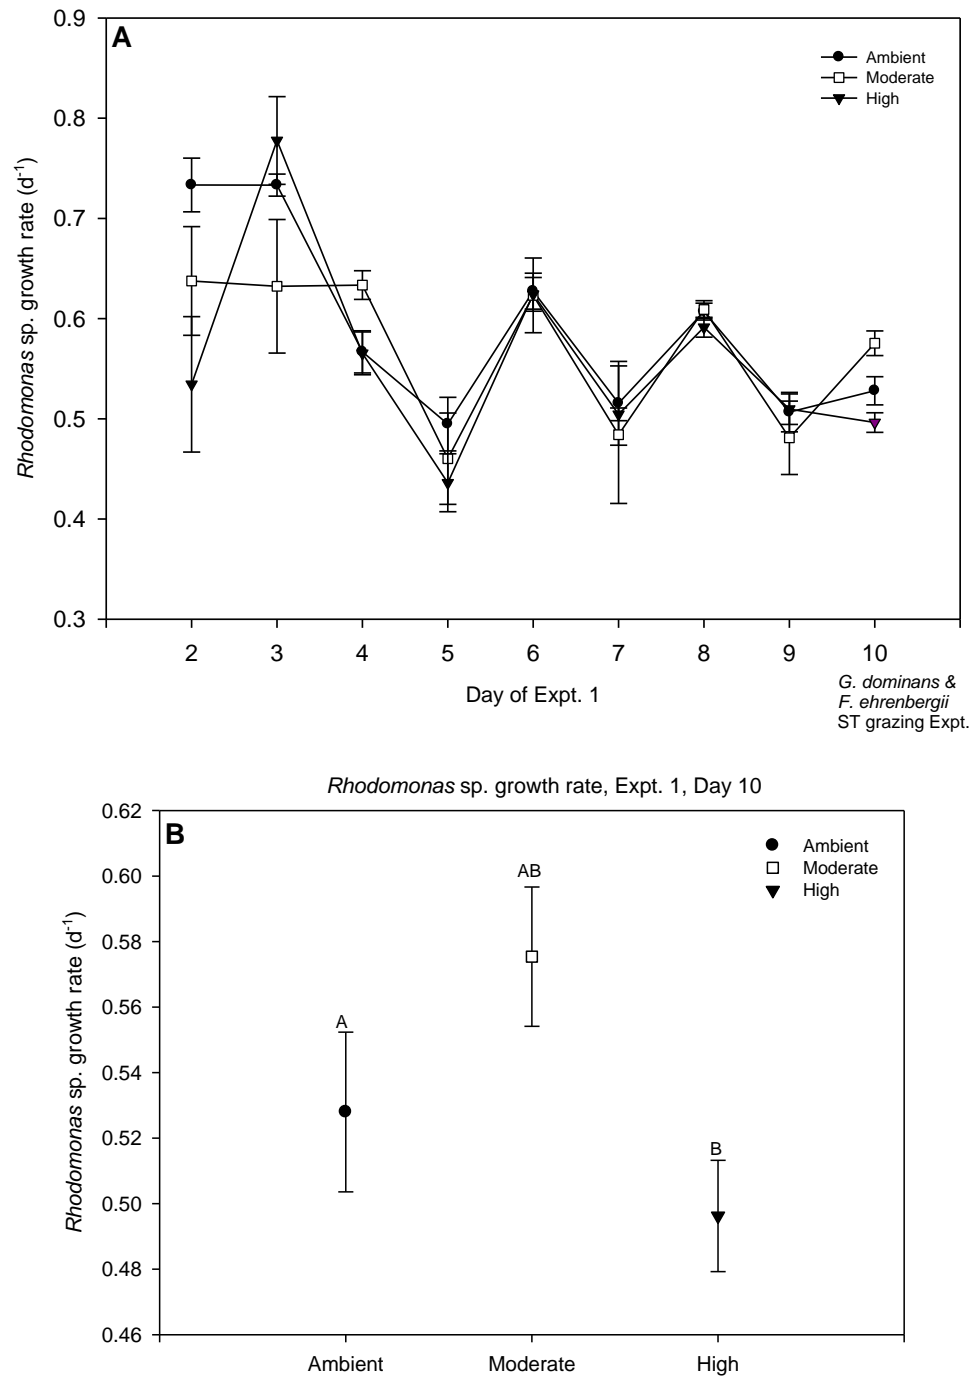 A
Ambient
Moderate
High
0.9
0.8
0.7
0.6
0.5
0.4
0.3
Rhodomonas sp. growth rate (d-1)
2 3 4 5 6 7 8 9 10
Day of Expt. 1
G. dominans &
F. ehrenbergii
ST grazing Expt.
Rhodomonas sp. growth rate, Expt. 1, Day 10
B
Ambient
Moderate
High
0.62
0.60
0.58
0.56
0.54
0.52
0.50
0.48
0.46
Rhodomonas sp. growth rate (d-1)
A
AB
B
Ambient Moderate High